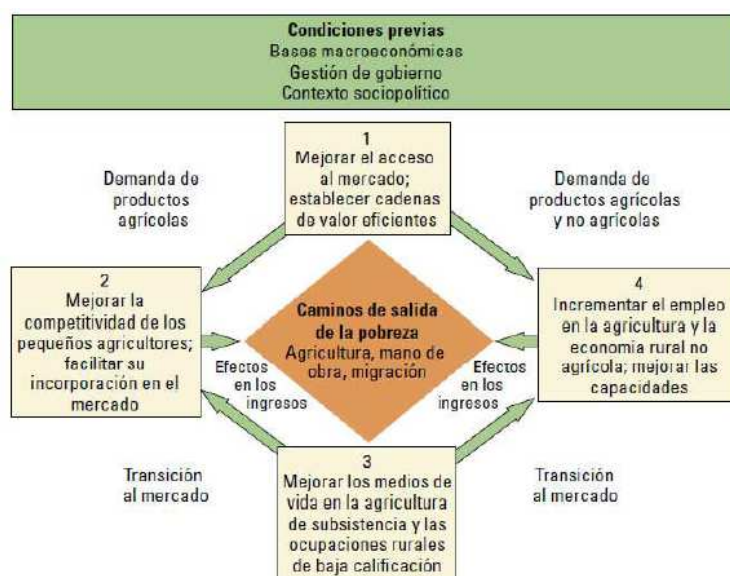 Condiciones previas
Bases macroeconómicas
Gestión de gobierno
Contexto sociopolítico
1
Mejorar el acceso
al mercado;
establecer cadenas
de valor eficientes
Demanda de
productos
agrícolas
Demanda de
productos agrícolas
y no agrícolas
2
Mejorar la
competitividad de los
pequeños agricultores;
facilitar su
incorporación en el
mercado
Caminos de salida
de la pobreza
Agricultura, mano de
obra, migración
4
Incrementar el empleo
en la agricultura y la
economía rural no
agrícola; mejorar las
capacidades
Efectos
en los
ingresos
Efectos
en los
ingresos
Transición
al mercado
3
Mejorar los medios de
vida en la agricultura
de subsistencia y las
ocupaciones rurales
de baja calificación
Transición
al mercado